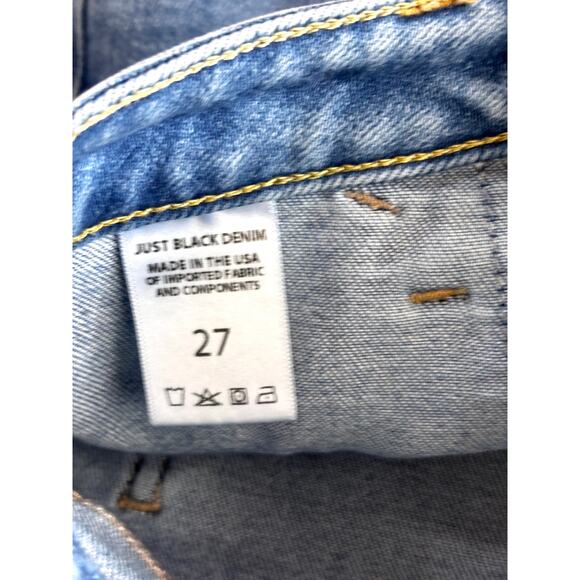 JUST BLACK DENIM
MADE IN THE USA
OF IMPORTED FABRIC
AND COMPONENTS
27